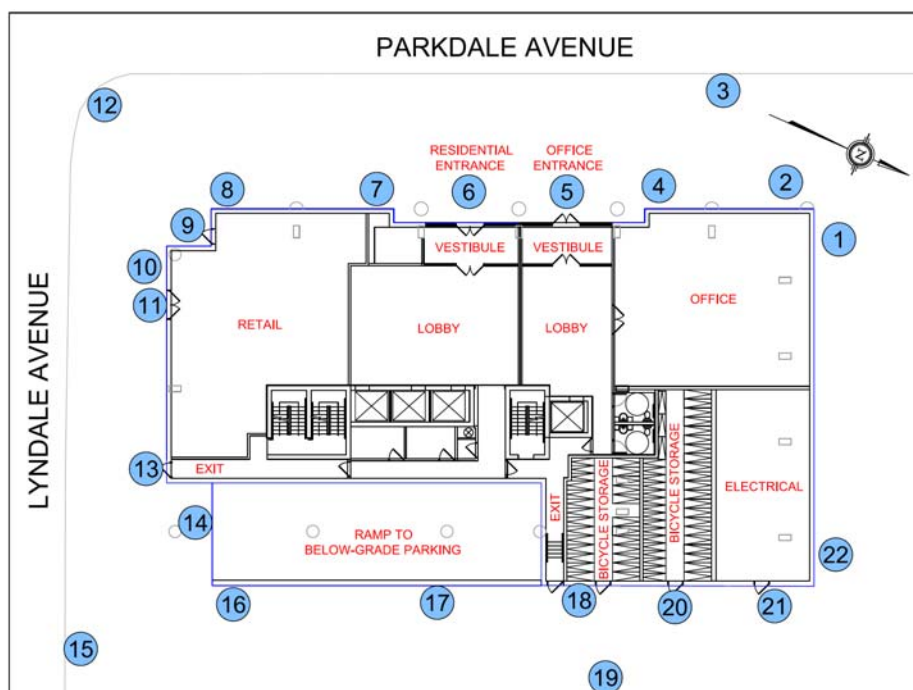 PARKDALE AVENUE
12
3
RESIDENTIAL
ENTRANCE
OFFICE
ENTRANCE
N
8
7
6
5
4
2
9
1
VESTIBULE
VESTIBULE
10
11
OFFICE
RETAIL
LOBBY
LOBBY
LYNDALE AVENUE
13
EXIT
BICYCLE STORAGE
ELECTRICAL
EXIT
BICYCLE STORAGE
14
RAMP TO
BELOW-GRADE PARKING
22
16
17
18
20
21
15
19